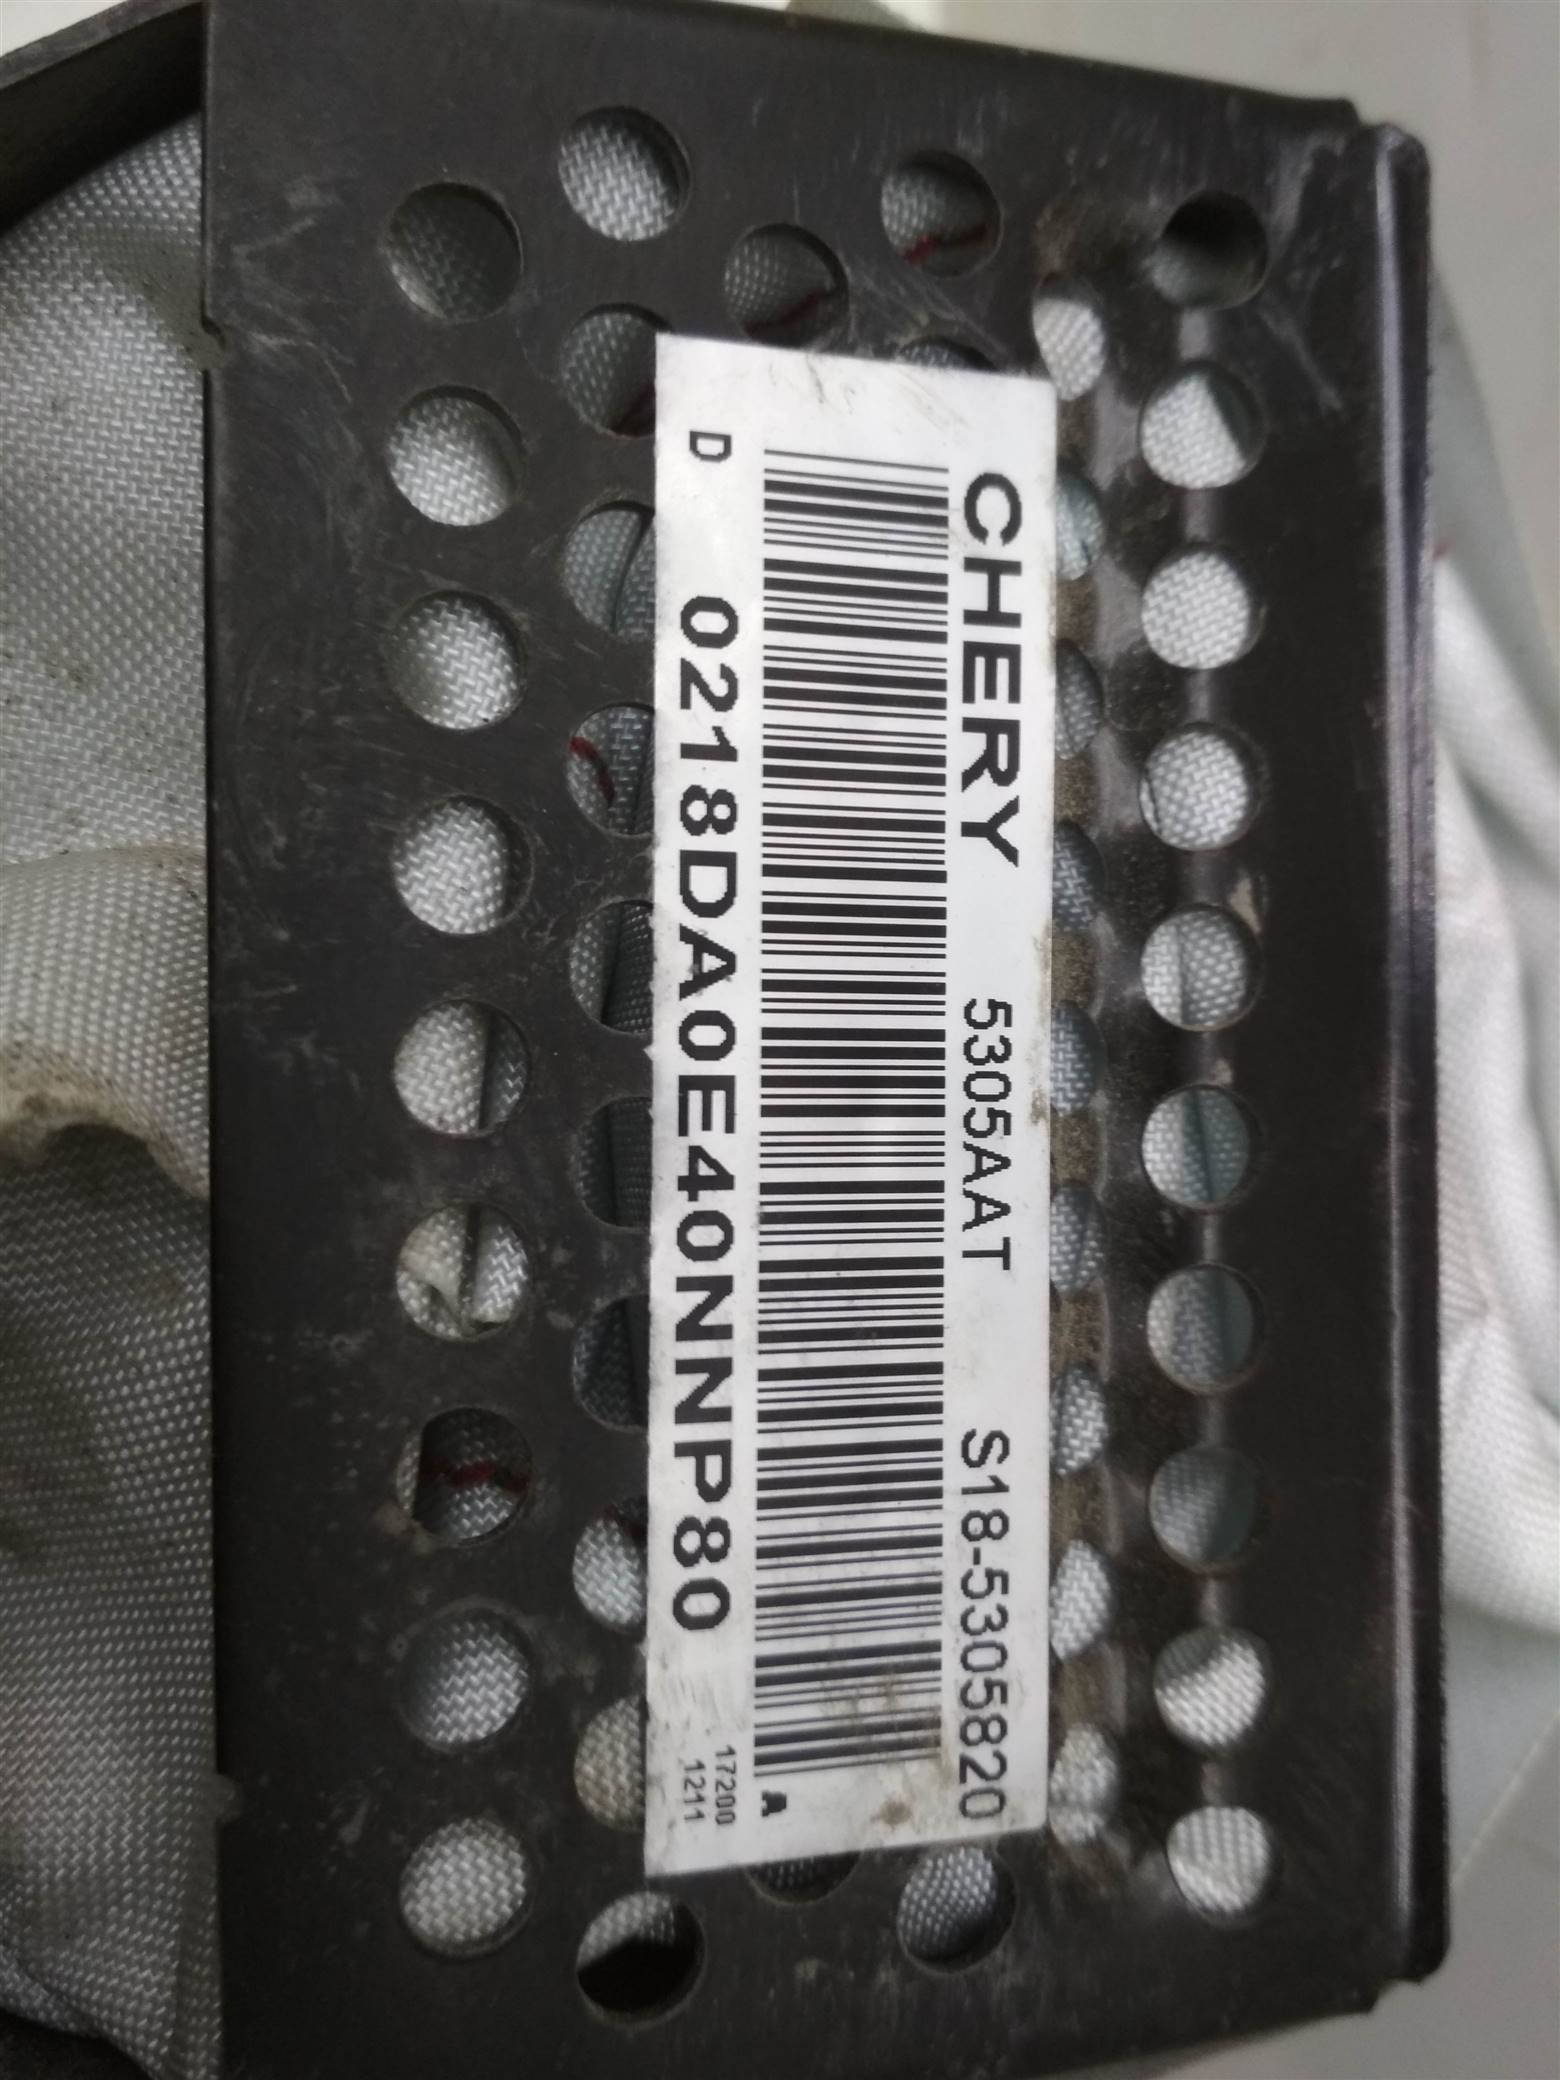 CHERY 5305AAT S18-5305820
A
D 0218DA0E40NNP80
17200
1211